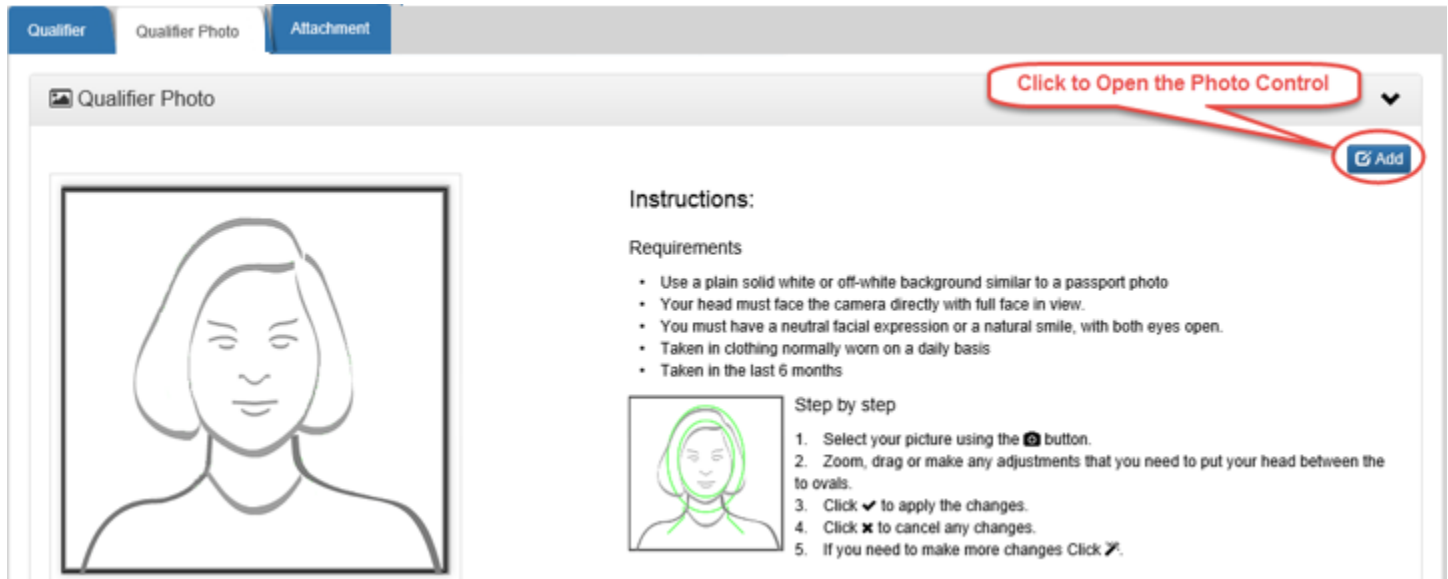 Qualifier
Qualifier Photo
Attachment
Click to Open the Photo Control
Qualifier Photo
Add
Instructions:
Requirements
• Use a plain solid white or off-white background similar to a passport photo
• Your head must face the camera directly with full face in view.
• You must have a neutral facial expression or a natural smile, with both eyes open.
• Taken in clothing normally worn on a daily basis
• Taken in the last 6 months
Step by step
1. Select your picture using the button.
2. Zoom, drag or make any adjustments that you need to put your head between the
to ovals.
3. Click ✔ to apply the changes.
4. Click ✖ to cancel any changes.
5. If you need to make more changes Click .